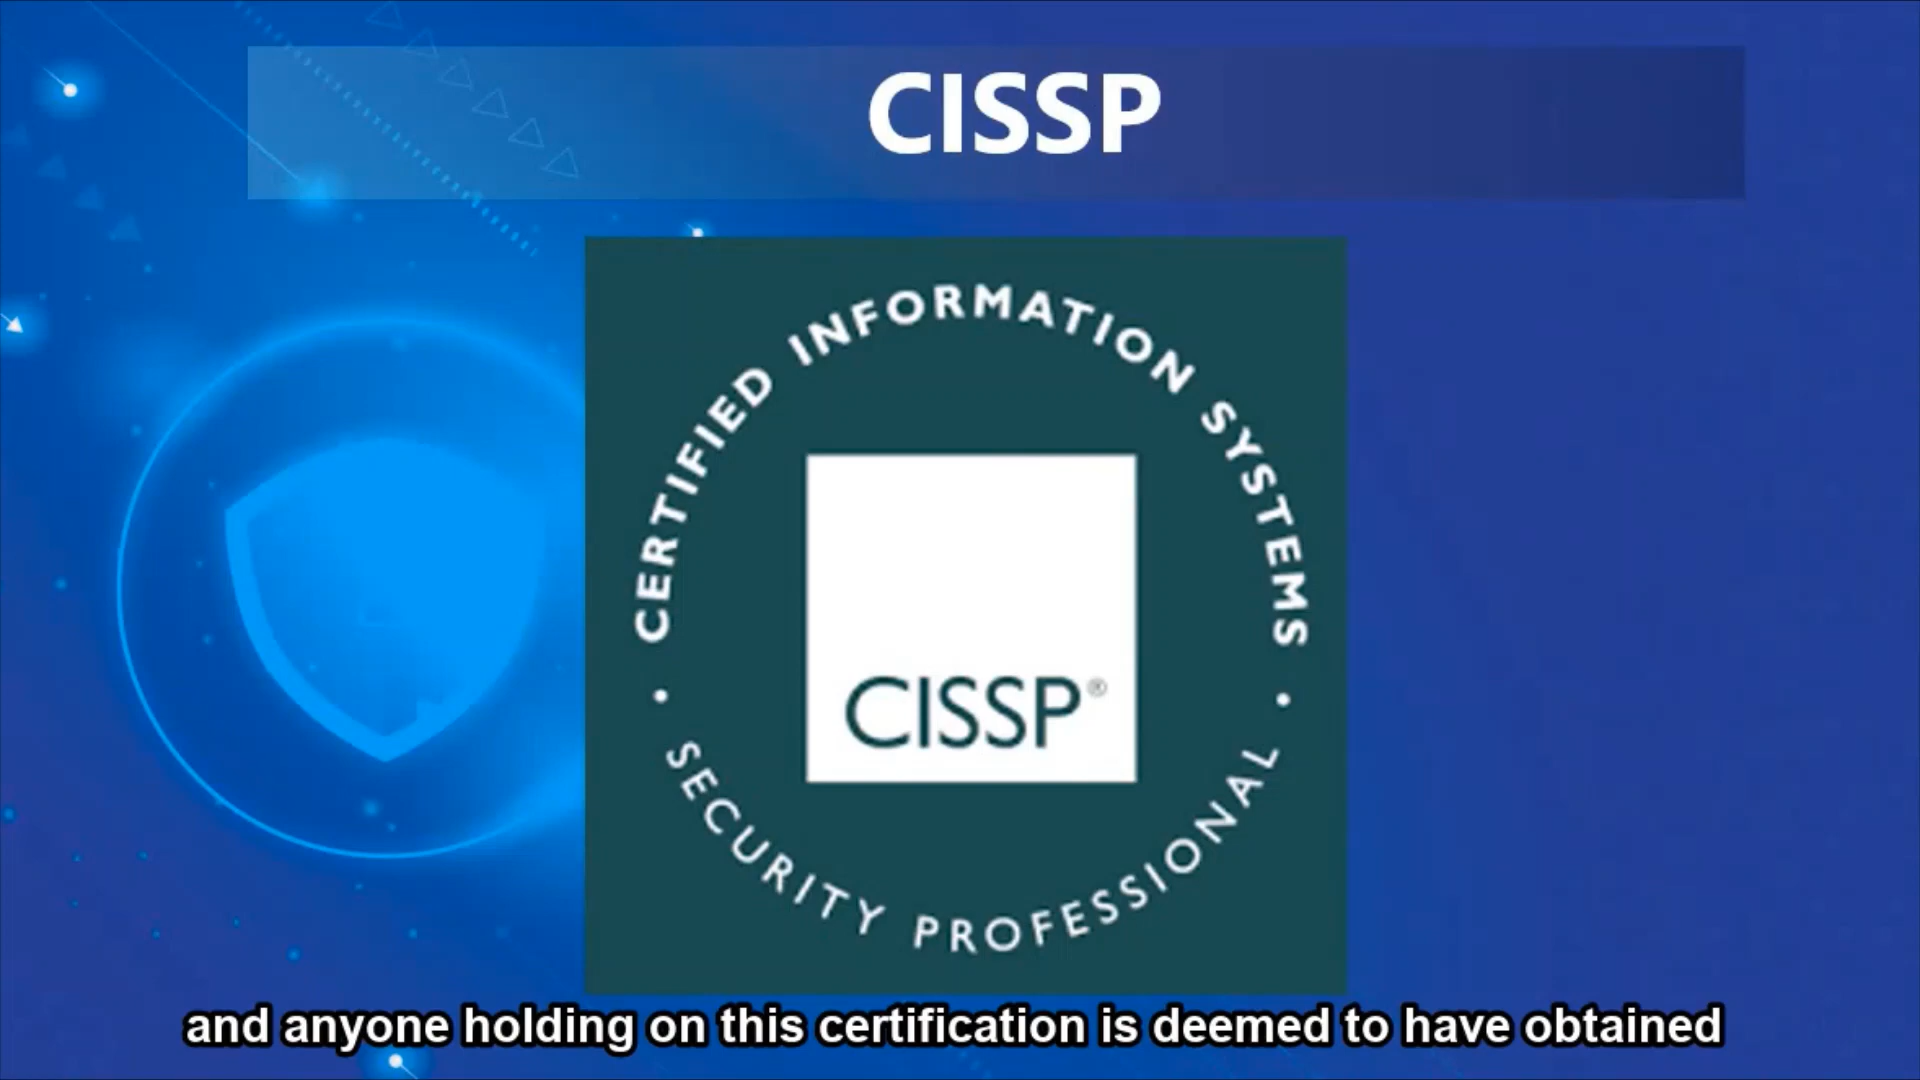 CISSP
CERTIFIED INFORMATION SYSTEMS
CISSP®
• SECURITY PROFESSIONAL •
and anyone holding on this certification is deemed to have obtained